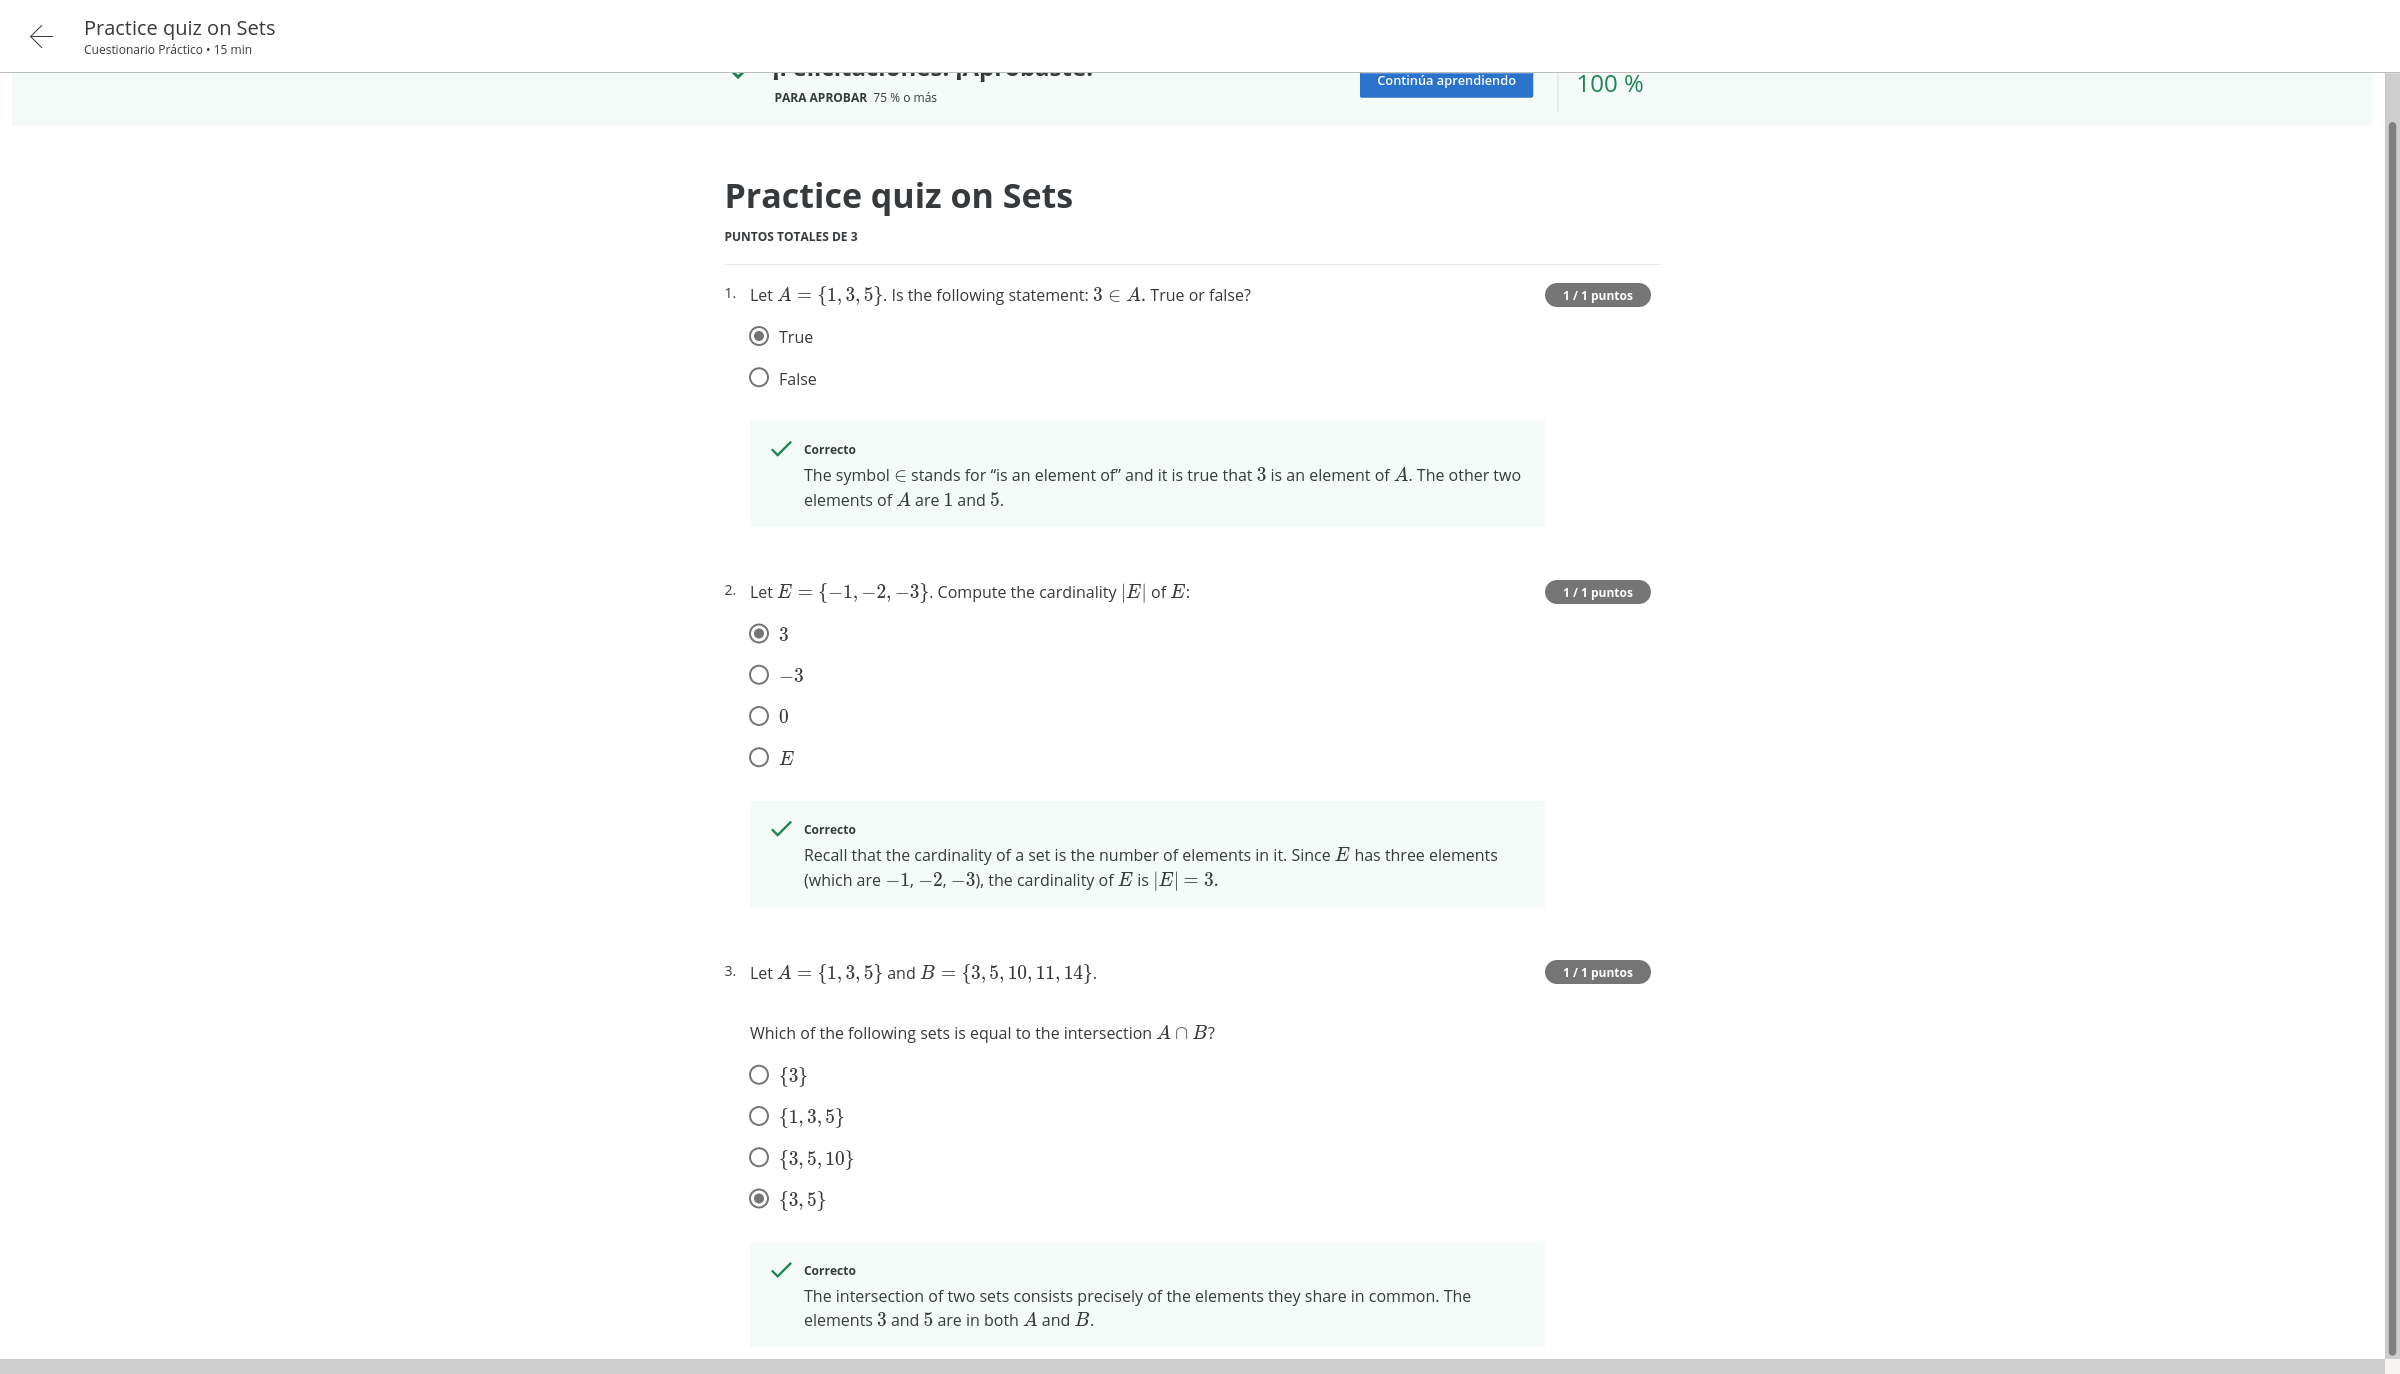 Practice quiz on Sets
Cuestionario Práctico • 15 min
¡Felicitaciones! ¡Aprobaste!
Continúa aprendiendo
100 %
PARA APROBAR 75 % o más
Practice quiz on Sets
PUNTOS TOTALES DE 3
1. Let A = {1, 3, 5}. Is the following statement: 3 ∈ A. True or false?
1 / 1 puntos
True
False
Correcto
The symbol ∈ stands for “is an element of” and it is true that 3 is an element of A. The other two
elements of A are 1 and 5.
2. Let E = {−1, −2, −3}. Compute the cardinality |E| of E:
1 / 1 puntos
3
−3
0
E
Correcto
Recall that the cardinality of a set is the number of elements in it. Since E has three elements
(which are −1, −2, −3), the cardinality of E is |E| = 3.
3. Let A = {1, 3, 5} and B = {3, 5, 10, 11, 14}.
1 / 1 puntos
Which of the following sets is equal to the intersection A ∩ B?
{3}
{1, 3, 5}
{3, 5, 10}
{3, 5}
Correcto
The intersection of two sets consists precisely of the elements they share in common. The
elements 3 and 5 are in both A and B.